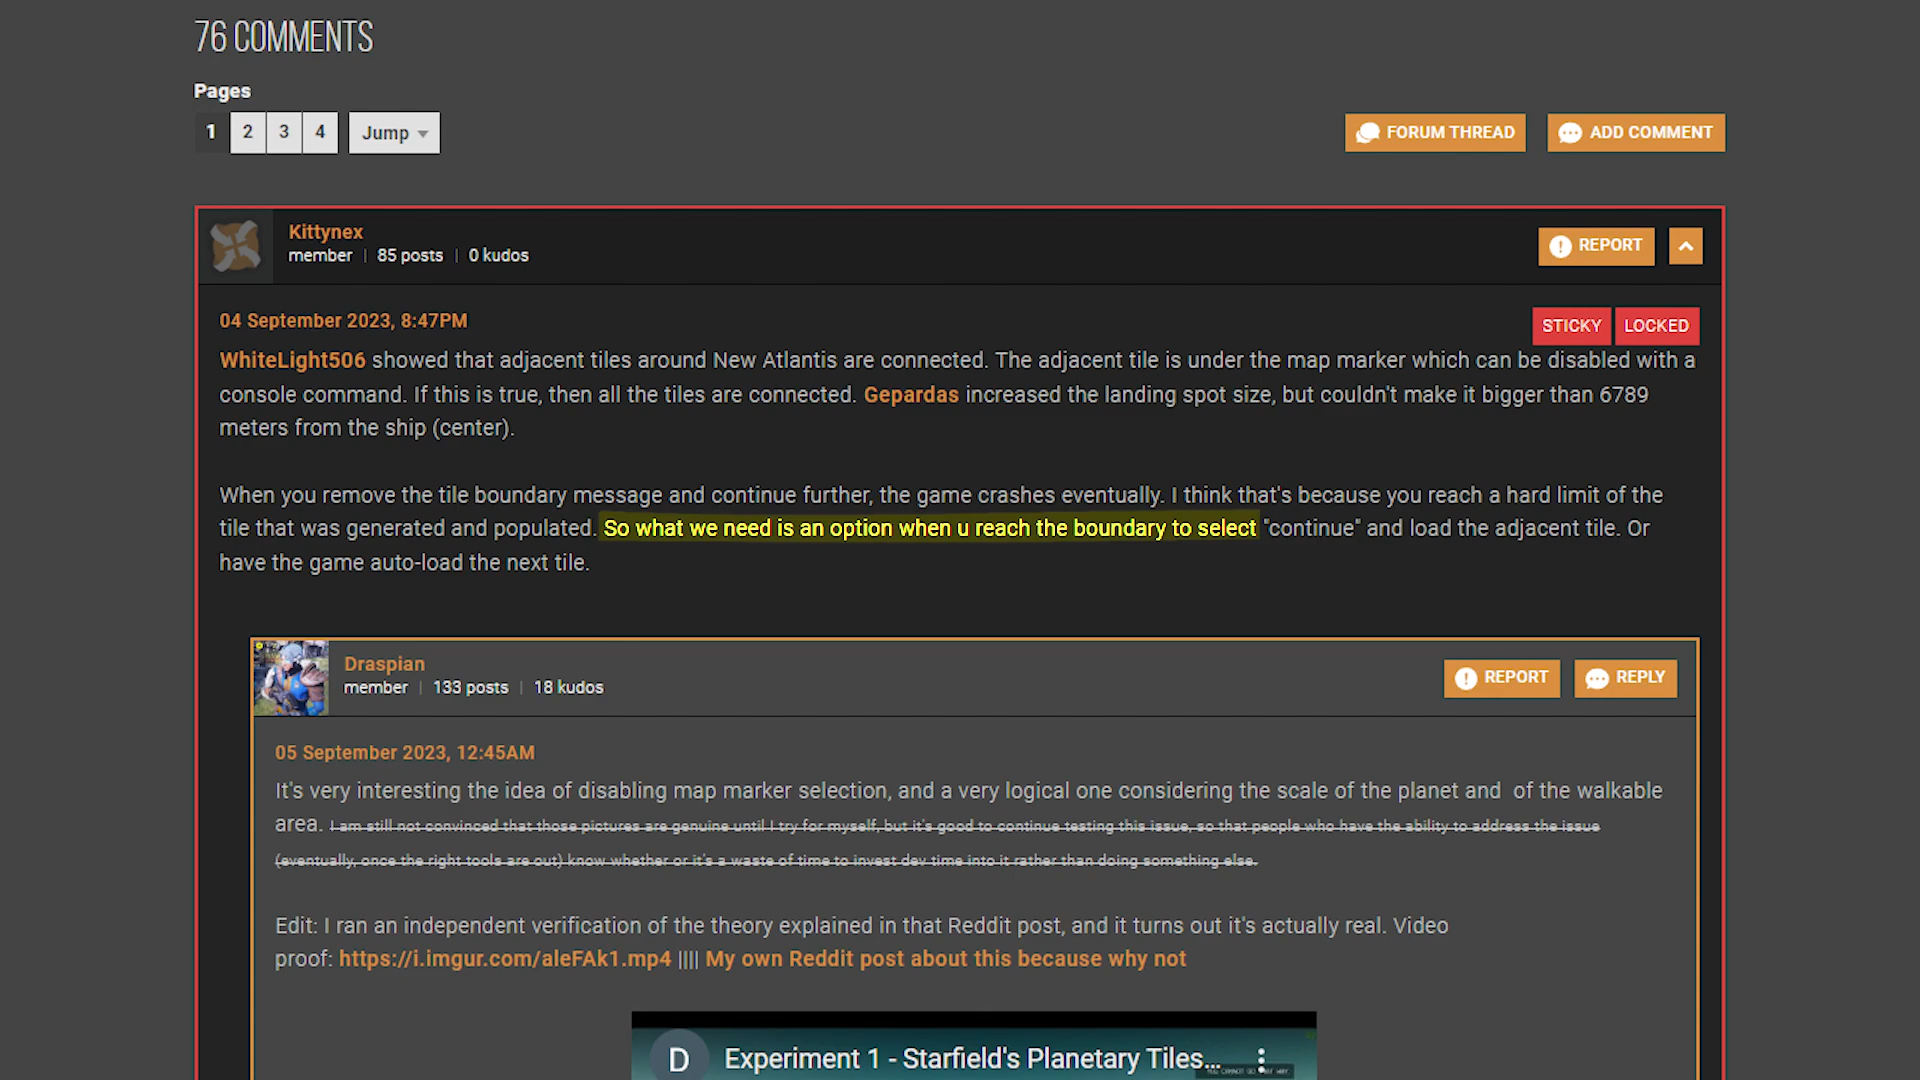 76 COMMENTS
Pages
1 2 3 4 Jump
FORUM THREAD ADD COMMENT
Kittynex
member | 85 posts | 0 kudos
REPORT
04 September 2023, 8:47PM
STICKY LOCKED
WhiteLight506 showed that adjacent tiles around New Atlantis are connected. The adjacent tile is under the map marker which can be disabled with a
console command. If this is true, then all the tiles are connected. Gepardas increased the landing spot size, but couldn't make it bigger than 6789
meters from the ship (center).
When you remove the tile boundary message and continue further, the game crashes eventually. I think that's because you reach a hard limit of the
tile that was generated and populated. So what we need is an option when u reach the boundary to select "continue" and load the adjacent tile. Or
have the game auto-load the next tile.
Draspian
member | 133 posts | 18 kudos
REPORT REPLY
05 September 2023, 12:45AM
It's very interesting the idea of disabling map marker selection, and a very logical one considering the scale of the planet and of the walkable
area. I am still not convinced that those pictures are genuine until I try for myself, but it's good to continue testing this issue, so that people who have the ability to address the issue
(eventually, once the right tools are out) know whether or it's a waste of time to invest dev time into it rather than doing something else.
Edit: I ran an independent verification of the theory explained in that Reddit post, and it turns out it's actually real. Video
proof: https://i.imgur.com/aleFAk1.mp4 |||| My own Reddit post about this because why not
D Experiment 1 - Starfield's Planetary Tiles...
YOU CANNOT GO THAT WAY